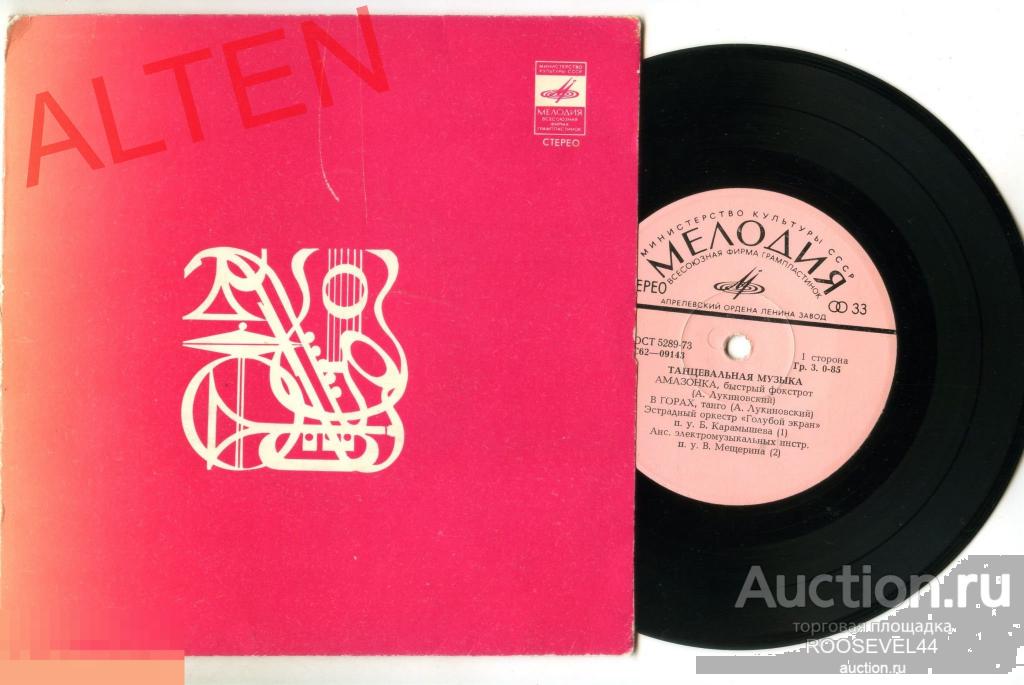 ALTEN
МИНИСТЕРСТВО
КУЛЬТУРЫ СССР
МЕЛОДИЯ
ВСЕСОЮЗНАЯ
ФИРМА
ГРАМПЛАСТИНОК
СТЕРЕО
МИНИСТЕРСТВО КУЛЬТУРЫ СССР
МЕЛОДИЯ
ВСЕСОЮЗНАЯ ФИРМА ГРАМПЛАСТИНОК
ЕРЕО
33
АПРЕЛЕВСКИЙ ОРДЕНА ЛЕНИНА ЗАВОД
ОСТ 5289-73
С62—09143
1 сторона
Гр. 3. 0-85
ТАНЦЕВАЛЬНАЯ МУЗЫКА
АМАЗОНКА, быстрый фокстрот
(А. Лукиновский)
В ГОРАХ, танго (А. Лукиновский)
Эстрадный оркестр «Голубой экран»
п. у. Б. Карамышева (1)
Анс. электромузыкальных инстр.
п. у. В. Мещерина (2)
Auction.ru
торговая площадка
ROOSEVEL44
auction.ru